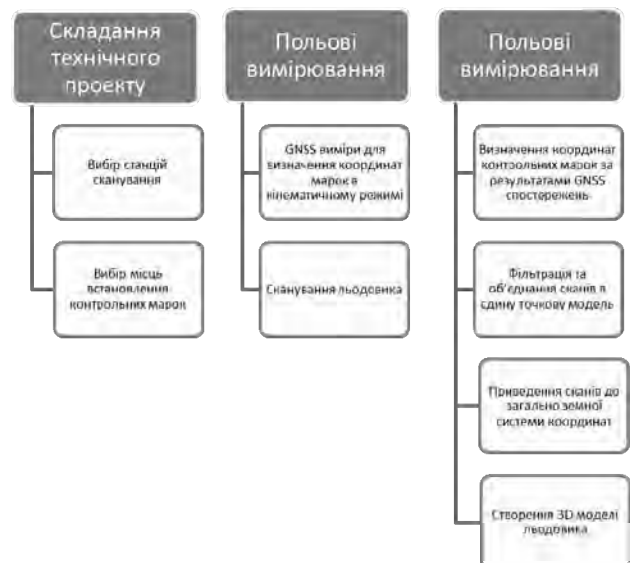 Складання
технічного
проекту
Вибір станцій
сканування
Вибір місць
встановлення
контрольних марок
Польові
вимірювання
GNSS виміри для
визначення координат
марок в
кінематичному режимі
Сканування льодовика
Польові
вимірювання
Визначення координат
контрольних марок за
результатами GNSS
спостережень
Фільтрація та
об'єднання сканів в
єдину точкову модель
Приведення сканів до
загально земної
системи координат
Створення 3D моделі
льодовика